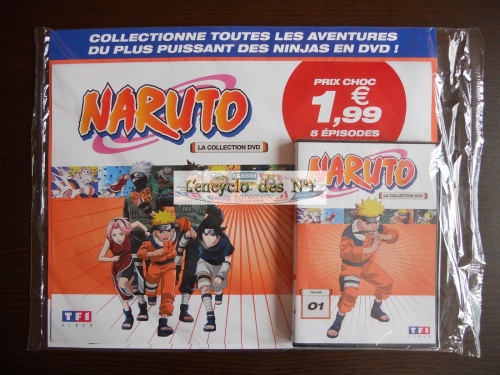 COLLECTIONNE TOUTES LES AVENTURES
DU PLUS PUISSANT DES NINJAS EN DVD !
NARUTO
LA COLLECTION DVD
PRIX CHOC
1,99 €
5 ÉPISODES
L'encyclo des N°1
NARUTO
LA COLLECTION DVD
VOLUME
01
TF1
VIDEO
TF1
VIDEO